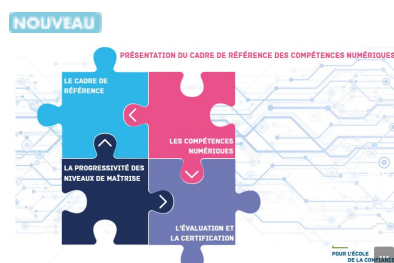 NOUVEAU
PRÉSENTATION DU CADRE DE RÉFÉRENCE DES COMPÉTENCES NUMÉRIQUES
LE CADRE DE
RÉFÉRENCE
LES COMPÉTENCES
NUMÉRIQUES
LA PROGRESSIVITÉ DES
NIVEAUX DE MAÎTRISE
L'ÉVALUATION ET
LA CERTIFICATION
POUR L'ÉCOLE
DE LA CONFIANCE